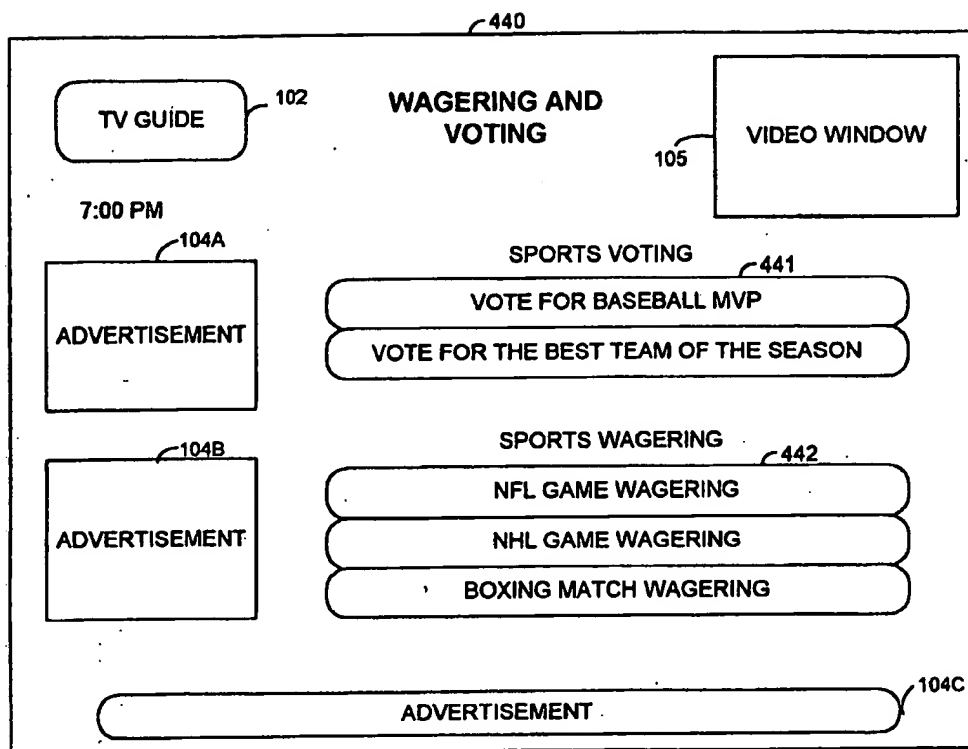 440
TV GUIDE
102
WAGERING AND
VOTING
105
VIDEO WINDOW
7:00 PM
104A
ADVERTISEMENT
SPORTS VOTING
441
VOTE FOR BASEBALL MVP
VOTE FOR THE BEST TEAM OF THE SEASON
104B
ADVERTISEMENT
SPORTS WAGERING
442
NFL GAME WAGERING
NHL GAME WAGERING
BOXING MATCH WAGERING
104C
ADVERTISEMENT